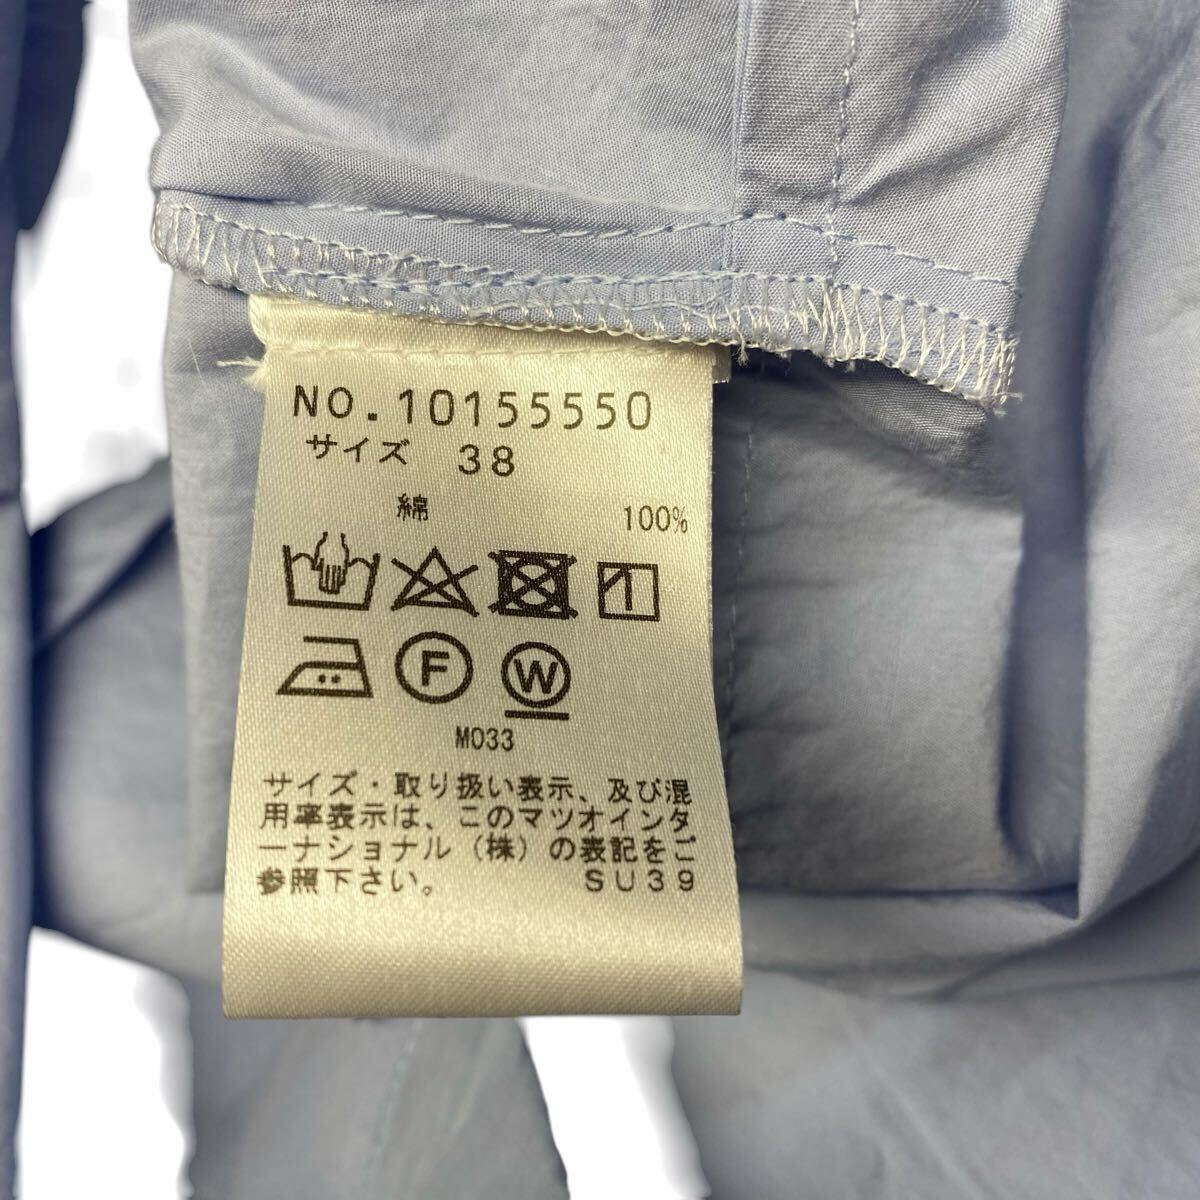 NO.10155550
サイズ 38
綿 100%
F W
M033
サイズ・取り扱い表示、及び混
用率表示は、このマツオインタ
ーナショナル(株)の表記をご
参照下さい。 SU39